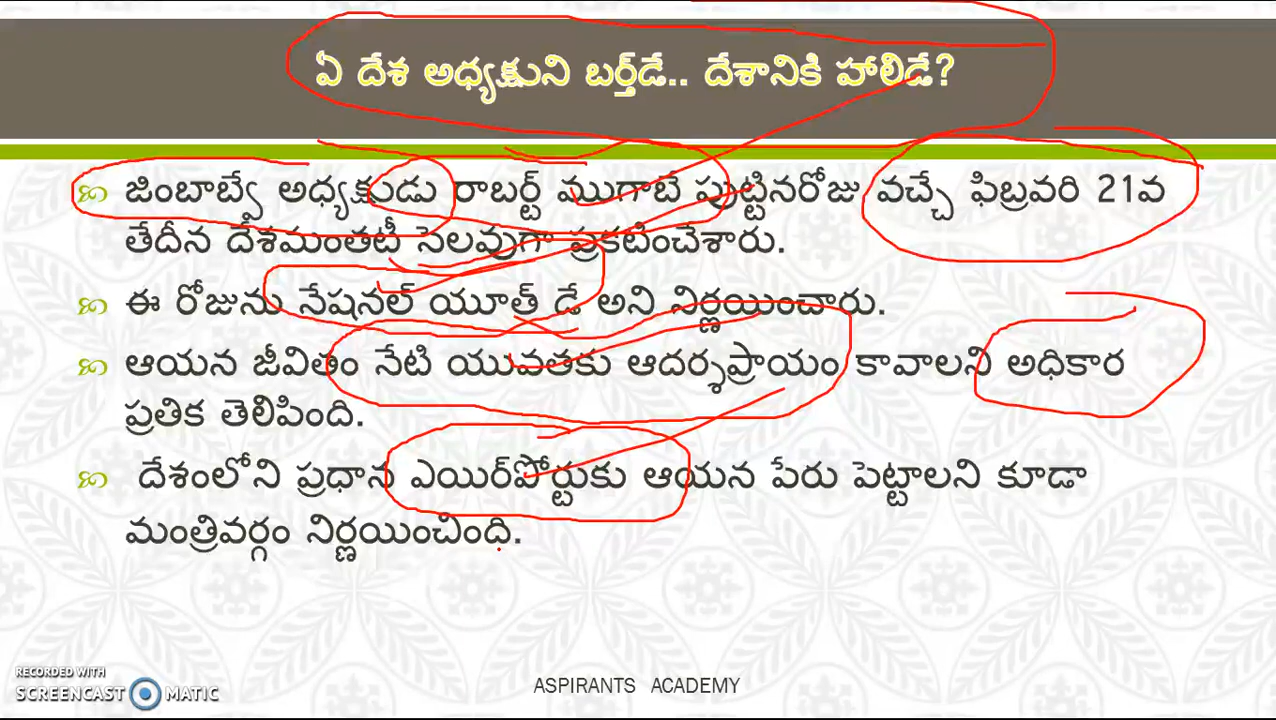 ఏ దేశ అధ్యక్షుని బర్త్‌డే.. దేశానికి హాలిడే?
జింబాబ్వే అధ్యక్షుడు రాబర్ట్ ముగాబే పుట్టినరోజు వచ్చే ఫిబ్రవరి 21వ
తేదీన దేశమంతటీ సెలవుగా ప్రకటించేశారు.
ఈ రోజును నేషనల్ యూత్ డే అని నిర్ణయించారు.
ఆయన జీవితం నేటి యువతకు ఆదర్శప్రాయం కావాలని అధికార
ప్రతిక తెలిపింది.
దేశంలోని ప్రధాన ఎయిర్‌పోర్టుకు ఆయన పేరు పెట్టాలని కూడా
మంత్రివర్గం నిర్ణయించింది.
ASPIRANTS ACADEMY
RECORDED WITH
SCREENCAST MATIC